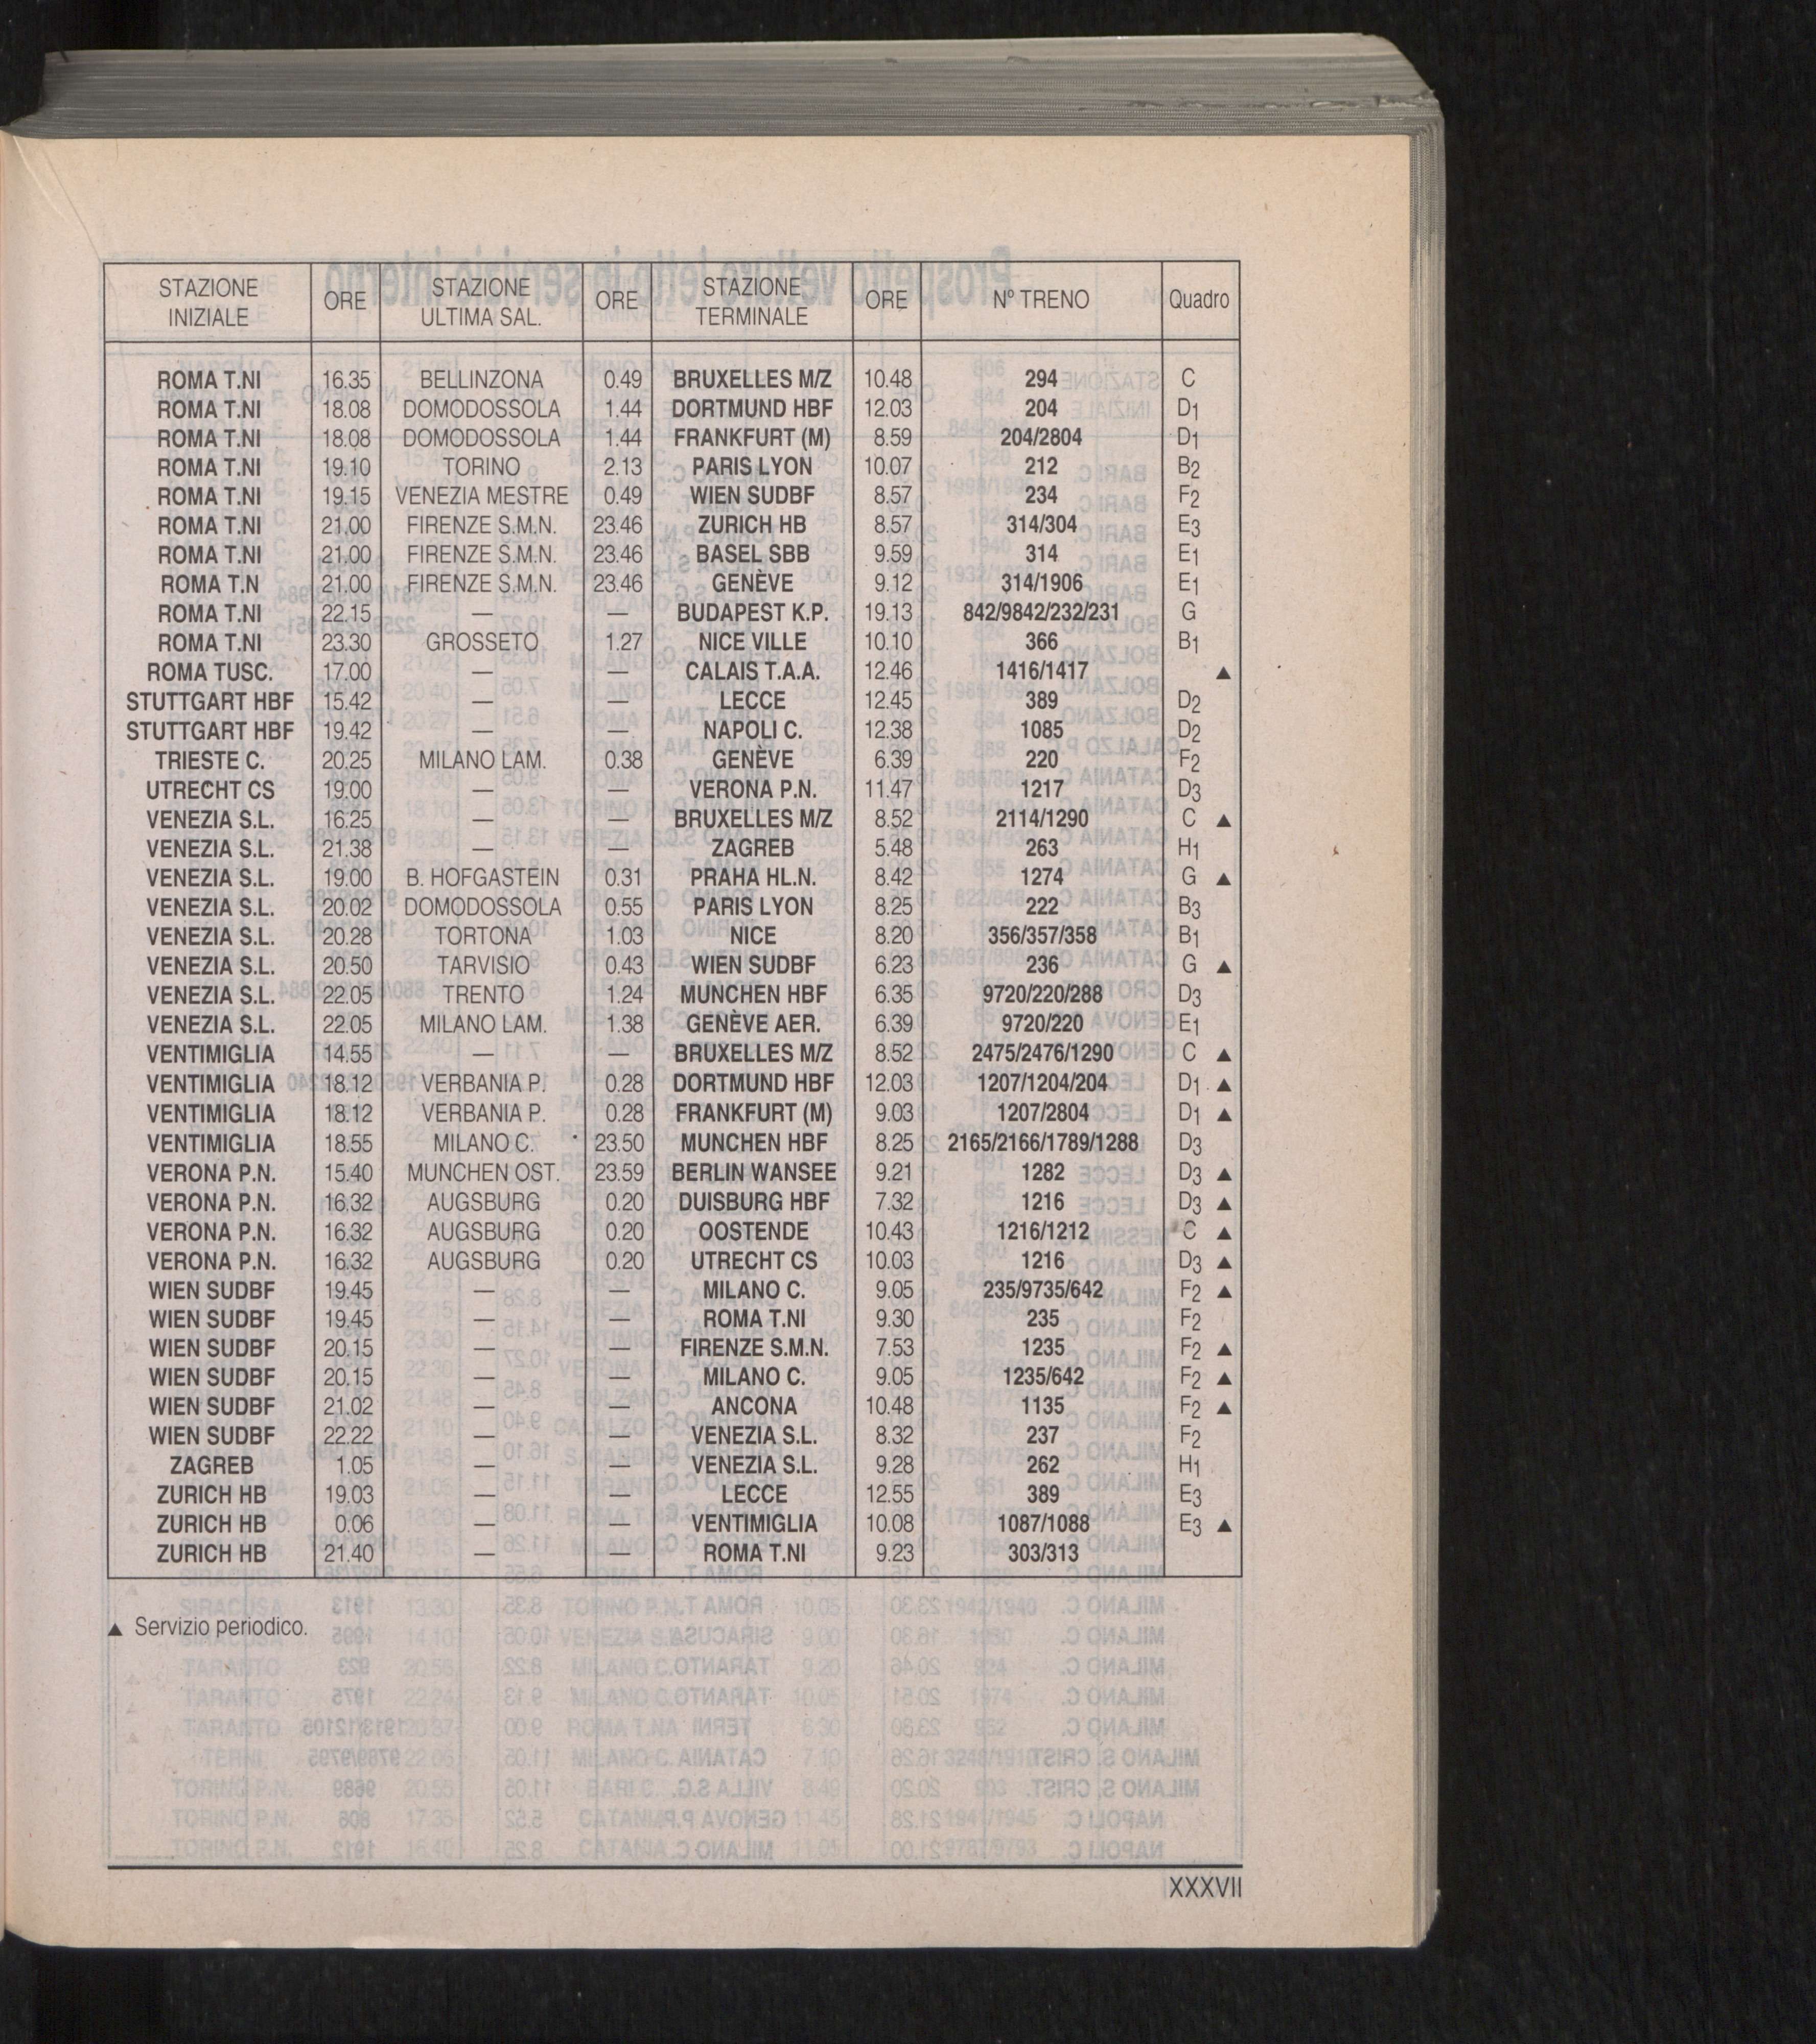 STAZIONE INIZIALE ORE STAZIONE ULTIMA SAL. ORE STAZIONE TERMINALE ORE Nº TRENO Quadro
ROMA T.NI 16.35 BELLINZONA 0.49 BRUXELLES M/Z 10.48 294 C
ROMA T.NI 18.08 DOMODOSSOLA 1.44 DORTMUND HBF 12.03 204 D1
ROMA T.NI 18.08 DOMODOSSOLA 1.44 FRANKFURT (M) 8.59 204/2804 D1
ROMA T.NI 19.10 TORINO 2.13 PARIS LYON 10.07 212 B2
ROMA T.NI 19.15 VENEZIA MESTRE 0.49 WIEN SUDBF 8.57 234 F2
ROMA T.NI 21.00 FIRENZE S.M.N. 23.46 ZURICH HB 8.57 314/304 E3
ROMA T.NI 21.00 FIRENZE S.M.N. 23.46 BASEL SBB 9.59 314 E1
ROMA T.N 21.00 FIRENZE S.M.N. 23.46 GENÈVE 9.12 314/1906 E1
ROMA T.NI 22.15 — — BUDAPEST K.P. 19.13 842/9842/232/231 G
ROMA T.NI 23.30 GROSSETO 1.27 NICE VILLE 10.10 366 B1
ROMA TUSC. 17.00 — — CALAIS T.A.A. 12.46 1416/1417 ▲
STUTTGART HBF 15.42 — — LECCE 12.45 389 D2
STUTTGART HBF 19.42 — — NAPOLI C. 12.38 1085 D2
TRIESTE C. 20.25 MILANO LAM. 0.38 GENÈVE 6.39 220 F2
UTRECHT CS 19.00 — — VERONA P.N. 11.47 1217 D3
VENEZIA S.L. 16.25 — — BRUXELLES M/Z 8.52 2114/1290 C ▲
VENEZIA S.L. 21.38 — — ZAGREB 5.48 263 H1
VENEZIA S.L. 19.00 B. HOFGASTEIN 0.31 PRAHA HL.N. 8.42 1274 G ▲
VENEZIA S.L. 20.02 DOMODOSSOLA 0.55 PARIS LYON 8.25 222 B3
VENEZIA S.L. 20.28 TORTONA 1.03 NICE 8.20 356/357/358 B1
VENEZIA S.L. 20.50 TARVISIO 0.43 WIEN SUDBF 6.23 236 G ▲
VENEZIA S.L. 22.05 TRENTO 1.24 MUNCHEN HBF 6.35 9720/220/288 D3
VENEZIA S.L. 22.05 MILANO LAM. 1.38 GENÈVE AER. 6.39 9720/220 E1
VENTIMIGLIA 14.55 — — BRUXELLES M/Z 8.52 2475/2476/1290 C ▲
VENTIMIGLIA 18.12 VERBANIA P. 0.28 DORTMUND HBF 12.03 1207/1204/204 D1 ▲
VENTIMIGLIA 18.12 VERBANIA P. 0.28 FRANKFURT (M) 9.03 1207/2804 D1 ▲
VENTIMIGLIA 18.55 MILANO C. 23.50 MUNCHEN HBF 8.25 2165/2166/1789/1288 D3
VERONA P.N. 15.40 MUNCHEN OST. 23.59 BERLIN WANSEE 9.21 1282 D3 ▲
VERONA P.N. 16.32 AUGSBURG 0.20 DUISBURG HBF 7.32 1216 D3 ▲
VERONA P.N. 16.32 AUGSBURG 0.20 OOSTENDE 10.43 1216/1212 C ▲
VERONA P.N. 16.32 AUGSBURG 0.20 UTRECHT CS 10.03 1216 D3 ▲
WIEN SUDBF 19.45 — — MILANO C. 9.05 235/9735/642 F2 ▲
WIEN SUDBF 19.45 — — ROMA T.NI 9.30 235 F2
WIEN SUDBF 20.15 — — FIRENZE S.M.N. 7.53 1235 F2 ▲
WIEN SUDBF 20.15 — — MILANO C. 9.05 1235/642 F2 ▲
WIEN SUDBF 21.02 — — ANCONA 10.48 1135 F2 ▲
WIEN SUDBF 22.22 — — VENEZIA S.L. 8.32 237 F2
ZAGREB 1.05 — — VENEZIA S.L. 9.28 262 H1
ZURICH HB 19.03 — — LECCE 12.55 389 E3
ZURICH HB 0.06 — — VENTIMIGLIA 10.08 1087/1088 E3 ▲
ZURICH HB 21.40 — — ROMA T.NI 9.23 303/313
▲ Servizio periodico.
XXXVII